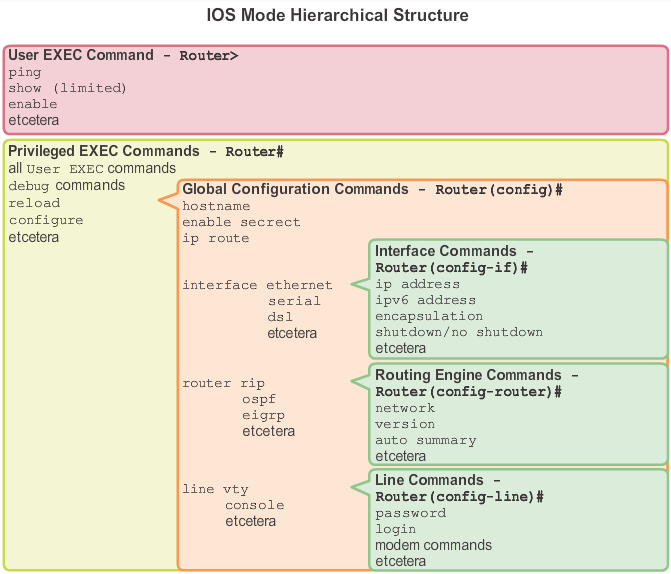 IOS Mode Hierarchical Structure
User EXEC Command - Router>
ping
show (limited)
enable
etcetera
Privileged EXEC Commands - Router#
all User EXEC commands
debug commands
reload
configure
etcetera
Global Configuration Commands - Router(config)#
hostname
enable secrect
ip route
interface ethernet
serial
dsl
etcetera
Interface Commands -
Router(config-if)#
ip address
ipv6 address
encapsulation
shutdown/no shutdown
etcetera
router rip
ospf
eigrp
etcetera
Routing Engine Commands -
Router(config-router)#
network
version
auto summary
etcetera
line vty
console
etcetera
Line Commands -
Router(config-line)#
password
login
modem commands
etcetera